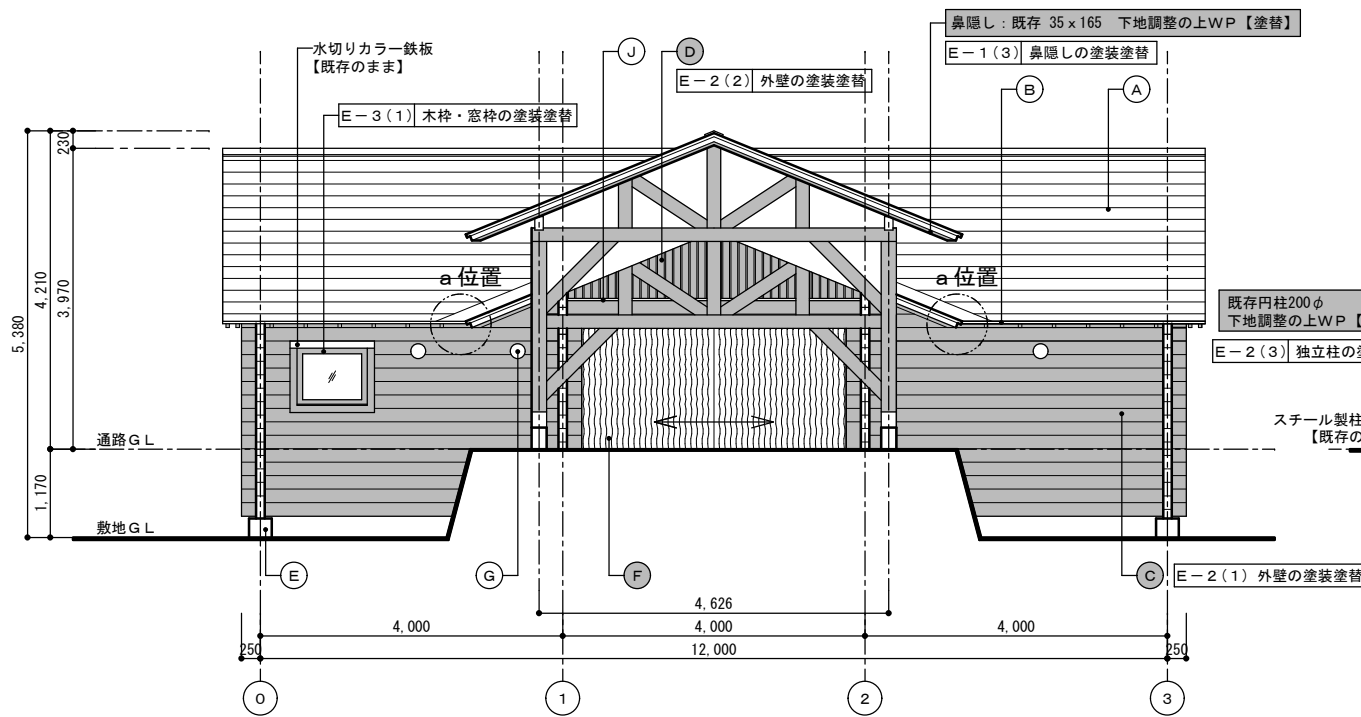 鼻隠し：既存 35ｘ165　下地調整の上ＷＰ【塗替】
Ｅ－１(３) 鼻隠しの塗装塗替
水切りカラー鉄板
【既存のまま】
J
D
Ｅ－２(２) 外壁の塗装塗替
B
A
Ｅ－３(１) 木枠・窓枠の塗装塗替
230
4,210
3,970
5,380
1,170
ａ位置
ａ位置
既存円柱200φ
下地調整の上ＷＰ【
Ｅ－２(３) 独立柱の
スチール製柱
【既存の
通路ＧＬ
敷地ＧＬ
E
G
F
C
Ｅ－２(１) 外壁の塗装塗替
4,626
4,000
4,000
4,000
250
12,000
250
0
1
2
3